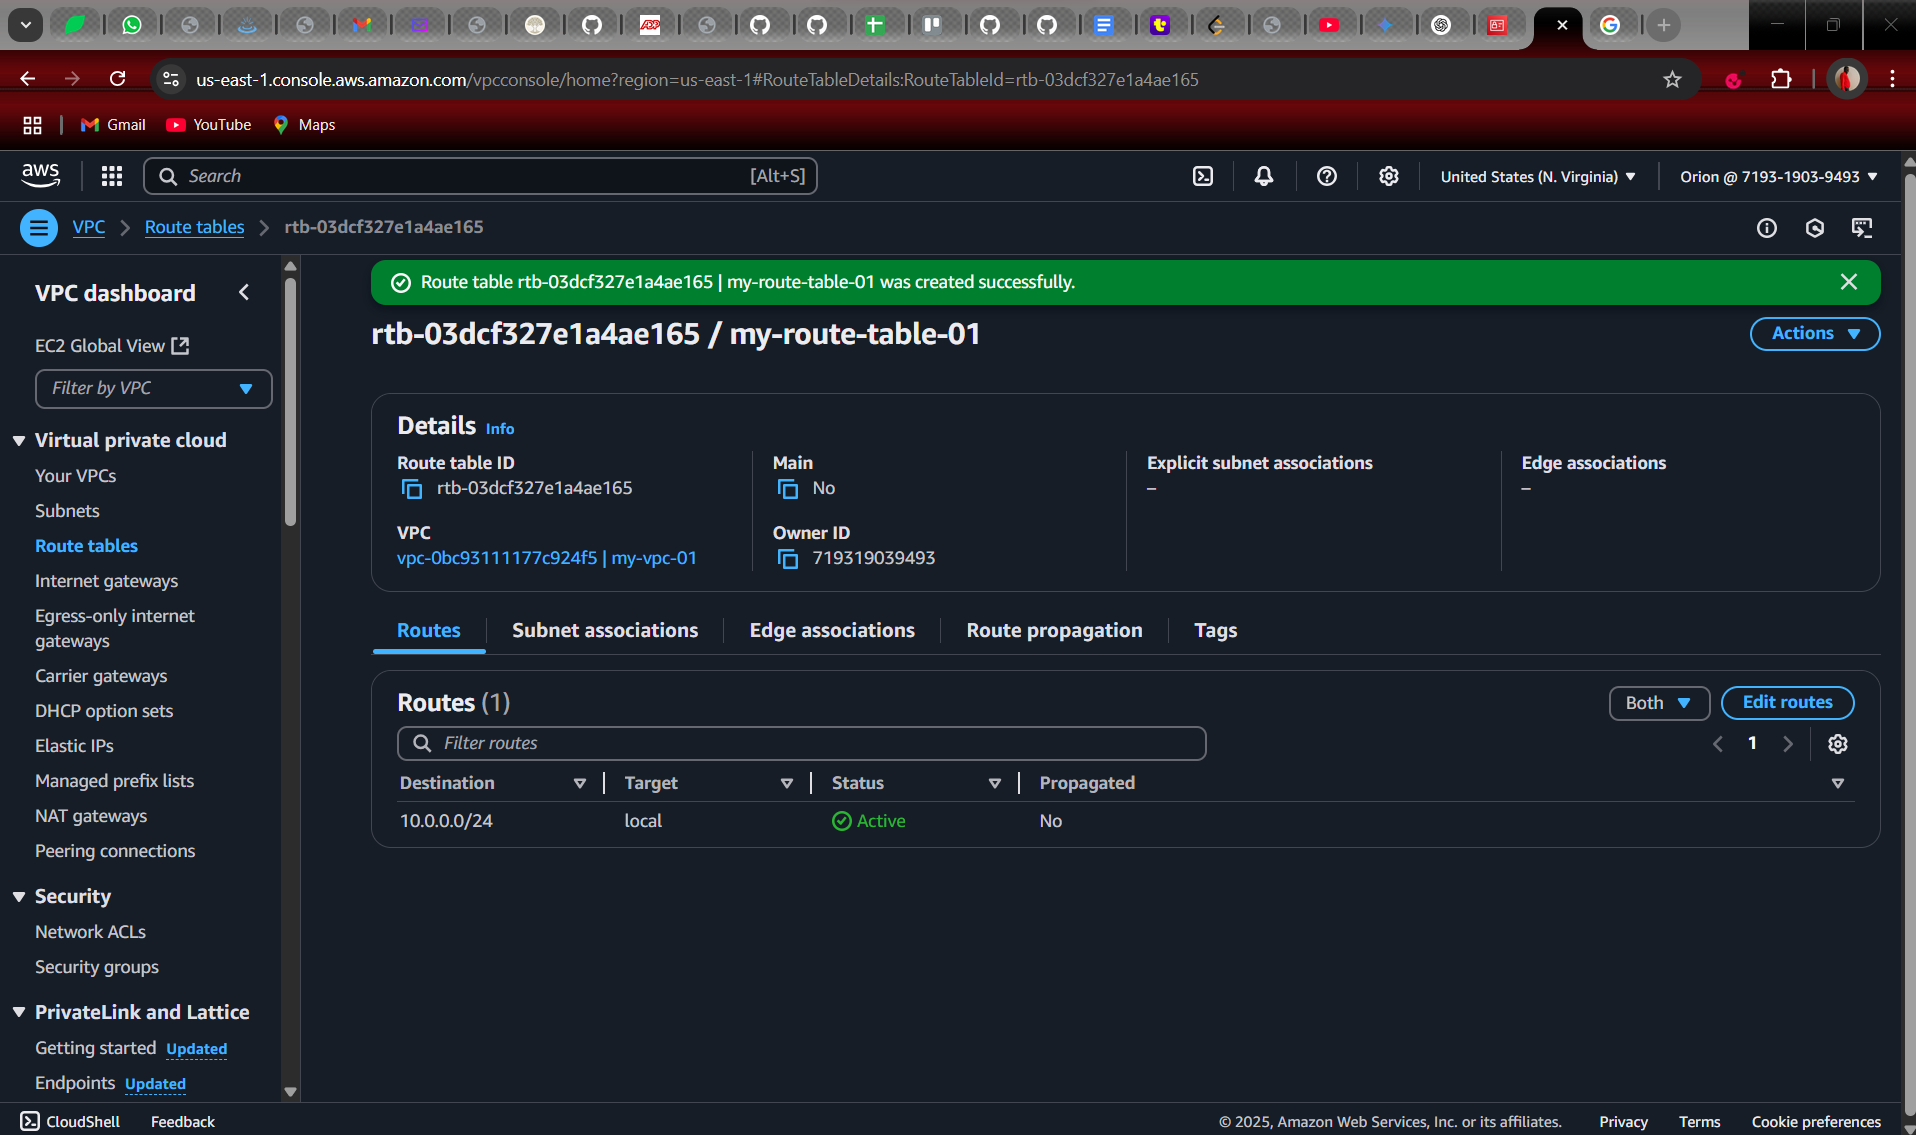 us-east-1.console.aws.amazon.com/vpcconsole/home?region=us-east-1#RouteTableDetails:RouteTableId=rtb-03dcf327e1a4ae165
Gmail
YouTube
Maps
aws
Search
[Alt+S]
United States (N. Virginia)
Orion @ 7193-1903-9493
VPC
Route tables
rtb-03dcf327e1a4ae165
VPC dashboard
EC2 Global View
Filter by VPC
Virtual private cloud
Your VPCs
Subnets
Route tables
Internet gateways
Egress-only internet
gateways
Carrier gateways
DHCP option sets
Elastic IPs
Managed prefix lists
NAT gateways
Peering connections
Security
Network ACLs
Security groups
PrivateLink and Lattice
Getting started Updated
Endpoints Updated
Route table rtb-03dcf327e1a4ae165 | my-route-table-01 was created successfully.
rtb-03dcf327e1a4ae165 / my-route-table-01
Actions
Details Info
Route table ID
rtb-03dcf327e1a4ae165
Main
No
Explicit subnet associations
–
Edge associations
–
VPC
vpc-0bc93111177c924f5 | my-vpc-01
Owner ID
719319039493
Routes
Subnet associations
Edge associations
Route propagation
Tags
Routes (1)
Both
Edit routes
Filter routes
1
Destination
Target
Status
Propagated
10.0.0.0/24
local
Active
No
CloudShell
Feedback
© 2025, Amazon Web Services, Inc. or its affiliates.
Privacy
Terms
Cookie preferences